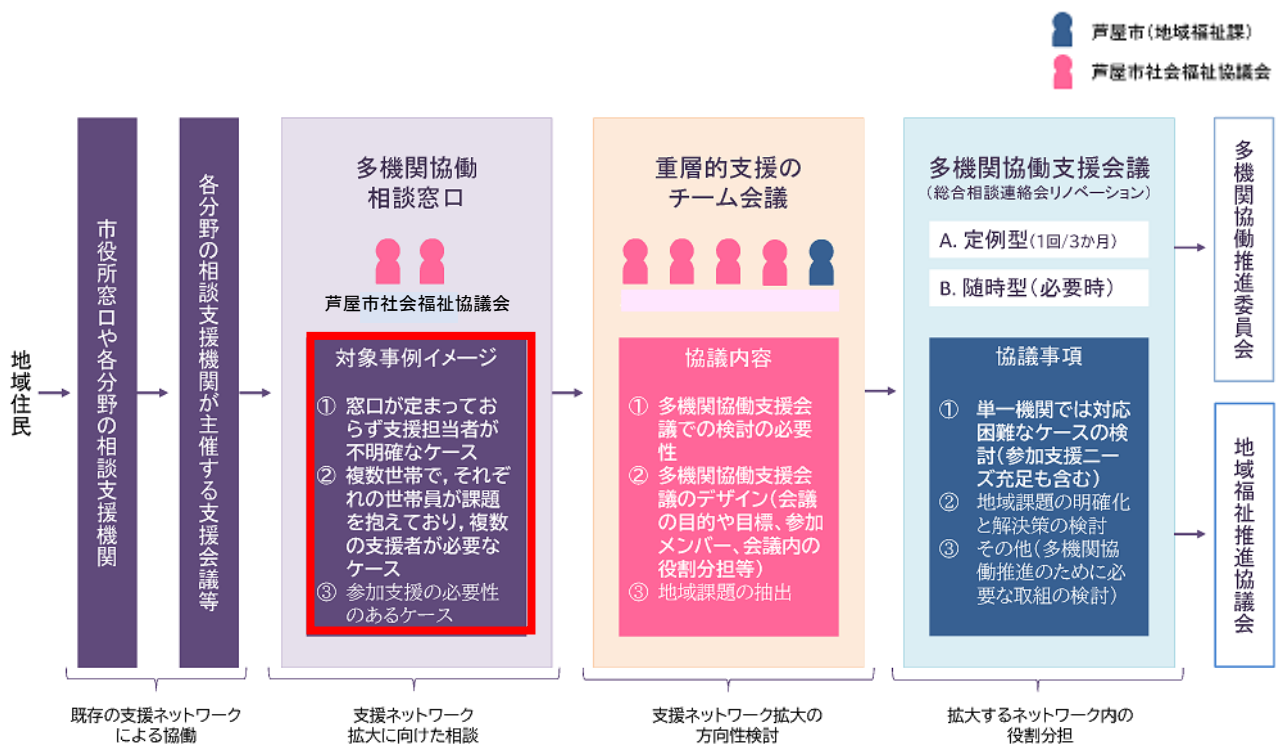 芦屋市(地域福祉課)
芦屋市社会福祉協議会
地域住民
市役所窓口や各分野の相談支援機関
各分野の相談支援機関が主催する支援会議等
多機関協働
相談窓口
芦屋市社会福祉協議会
対象事例イメージ
① 窓口が定まってお
らず支援担当者が
不明確なケース
② 複数世帯で，それぞ
れの世帯員が課題
を抱えており，複数
の支援者が必要な
ケース
③ 参加支援の必要性
のあるケース
重層的支援の
チーム会議
協議内容
① 多機関協働支援会
議での検討の必要
性
② 多機関協働支援会
議のデザイン(会議
の目的や目標、参加
メンバー、会議内の
役割分担等)
③ 地域課題の抽出
多機関協働支援会議
(総合相談連絡会リノベーション)
A. 定例型(1回/3か月)
B. 随時型(必要時)
協議事項
① 単一機関では対応
困難なケースの検
討(参加支援ニー
ズ充足も含む)
② 地域課題の明確化
と解決策の検討
③ その他(多機関協
働推進のために必
要な取組の検討)
多機関協働推進委員会
地域福祉推進協議会
既存の支援ネットワーク
による協働
支援ネットワーク
拡大に向けた相談
支援ネットワーク拡大の
方向性検討
拡大するネットワーク内の
役割分担